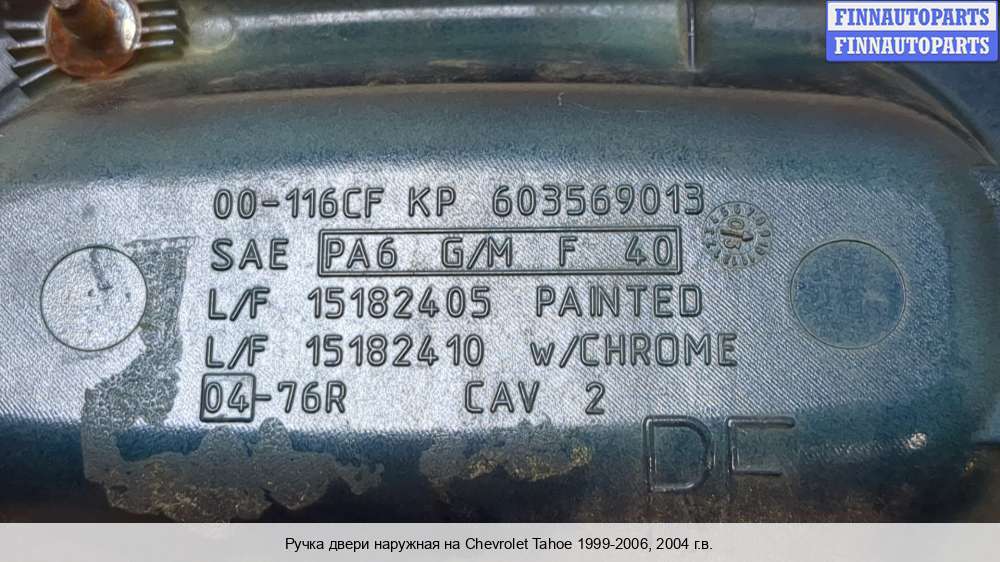 FINNAUTOPARTS
FINNAUTOPARTS
00-116CF KP 603569013
SAE PA6 G/M F 40
L/F 15182405 PAINTED
L/F 15182410 w/CHROME
04-76R CAV 2
Ручка двери наружная на Chevrolet Tahoe 1999-2006, 2004 г.в.